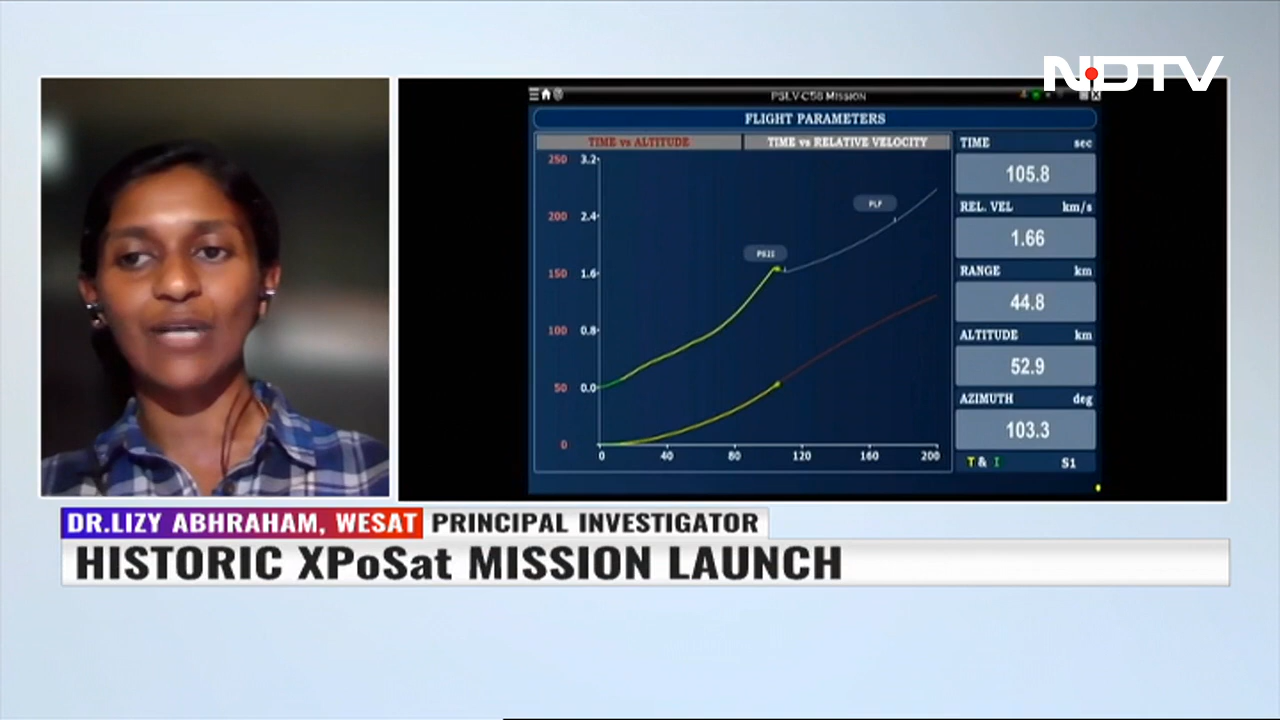 NDTV
PSLV-C58 MISSION
FLIGHT PARAMETERS
TIME vs ALTITUDE
TIME vs RELATIVE VELOCITY
250 3.2
200 2.4
150 1.6
100 0.8
50 0.0
0
0 40 80 120 160 200
PLF
TIME sec
105.8
REL. VEL km/s
1.66
RANGE km
44.8
ALTITUDE km
52.9
AZIMUTH deg
103.3
T & I S1
DR.LIZY ABHRAHAM, WESAT PRINCIPAL INVESTIGATOR
HISTORIC XPoSat MISSION LAUNCH